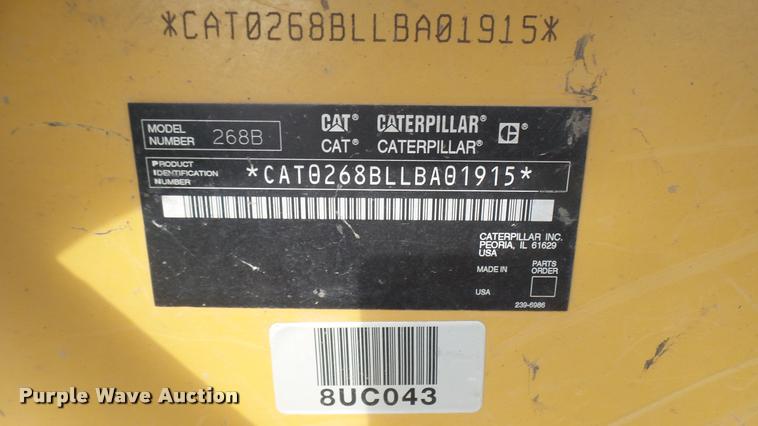 *CAT0268BLLBA01915*
MODEL NUMBER 268B
CAT® CATERPILLAR® C®
CAT® CATERPILLAR®
PRODUCT IDENTIFICATION NUMBER *CAT0268BLLBA01915*
CATERPILLAR INC.
PEORIA, IL 61629
USA
MADE IN
PARTS ORDER
USA
239-6986
8UC043
Purple Wave Auction